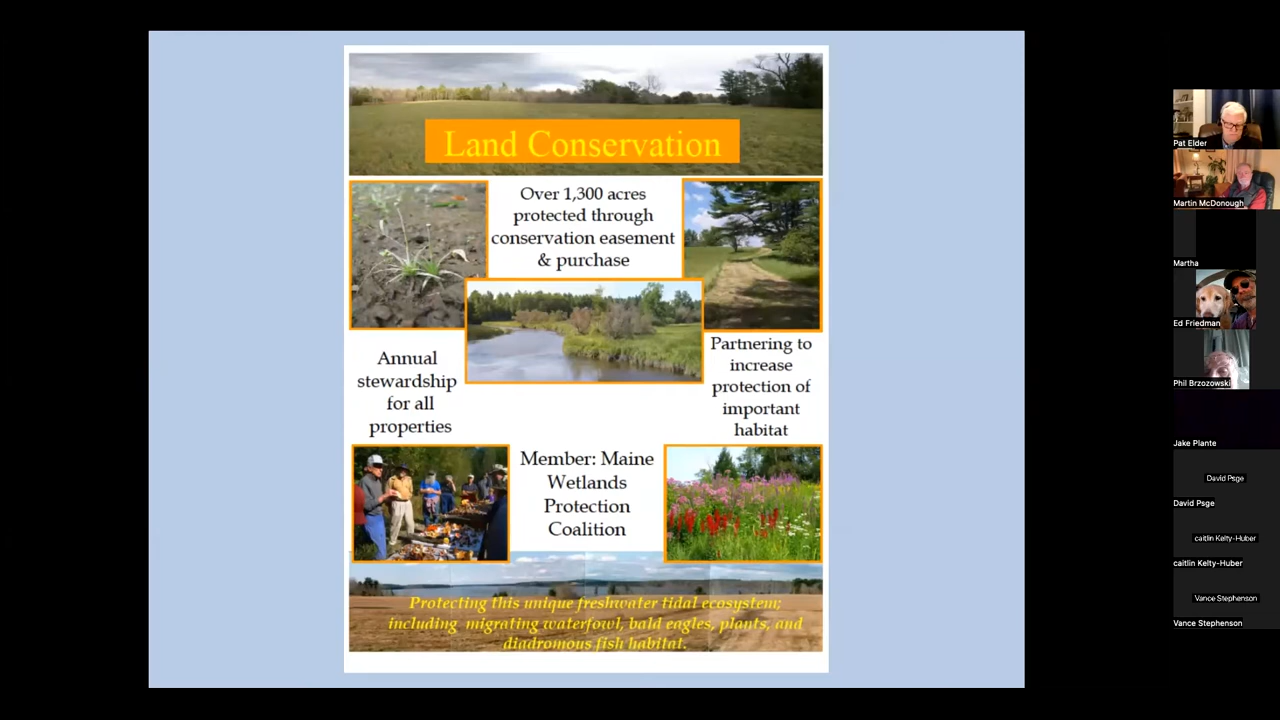 Land Conservation
Over 1,300 acres
protected through
conservation easement
& purchase
Annual
stewardship
for all
properties
Partnering to
increase
protection of
important
habitat
Member: Maine
Wetlands
Protection
Coalition
Protecting this unique freshwater tidal ecosystem;
including migrating waterfowl, bald eagles, plants, and
diadromous fish habitat.
Pat Elder
Martin McDonough
Martha
Ed Friedman
Phil Brzozowski
Jake Plante
David Psge
David Psge
caitlin Kelty-Huber
caitlin Kelty-Huber
Vance Stephenson
Vance Stephenson